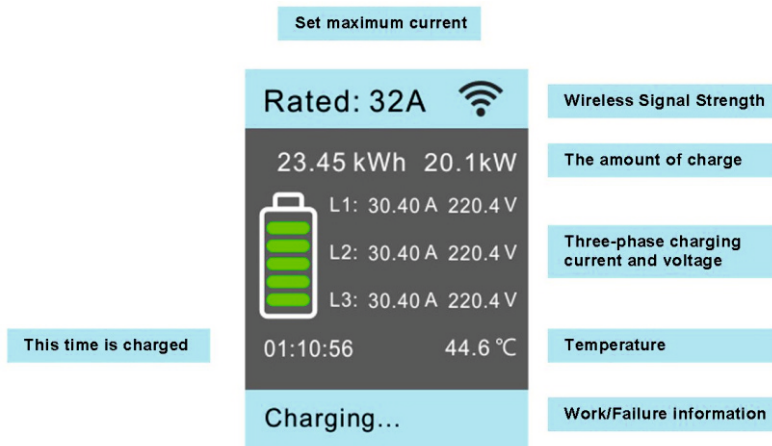 Set maximum current
Rated: 32A
Wireless Signal Strength
23.45 kWh 20.1kW
The amount of charge
L1: 30.40 A 220.4 V
L2: 30.40 A 220.4 V
Three-phase charging
current and voltage
L3: 30.40 A 220.4 V
This time is charged
01:10:56 44.6 ℃
Temperature
Charging...
Work/Failure information